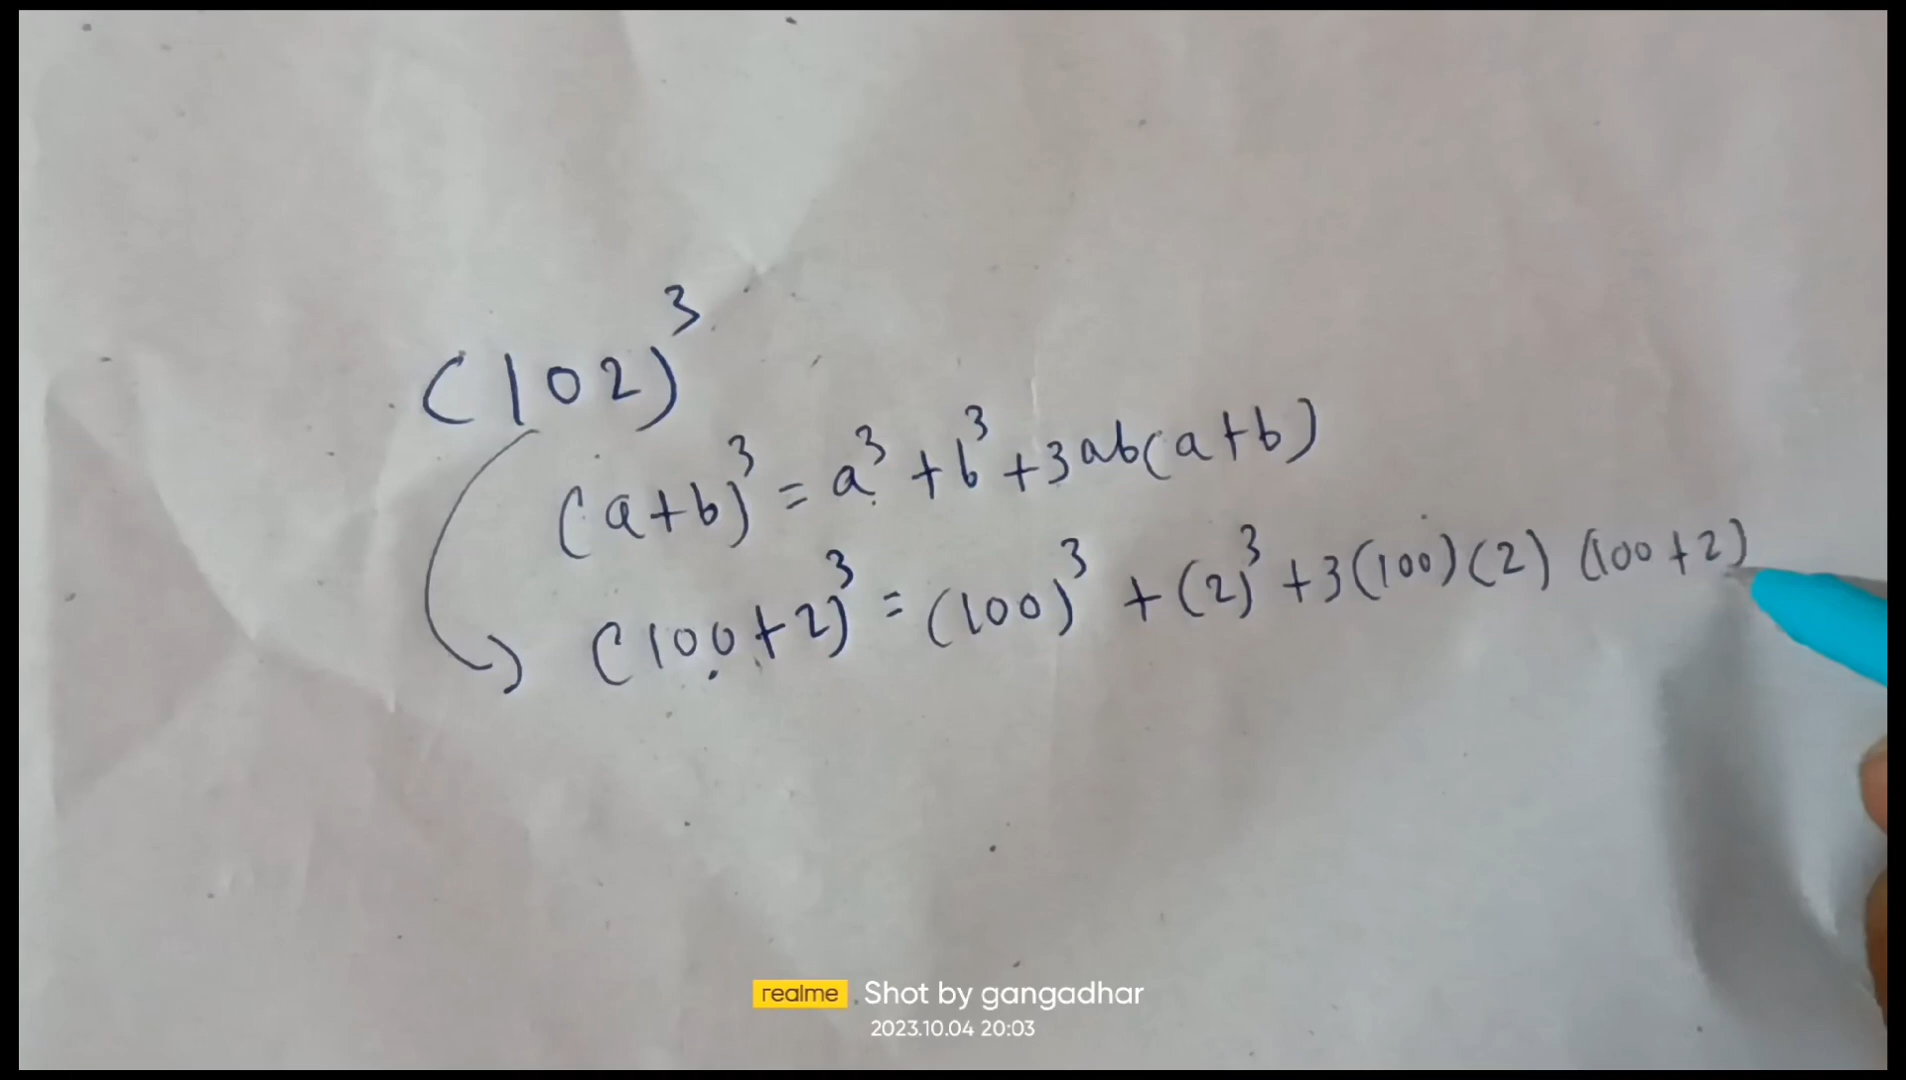 (102)³
(a+b)³ = a³ + b³ + 3ab(a+b)
(100+2)³ = (100)³ + (2)³ + 3(100)(2) (100+2)
realme Shot by gangadhar
2023.10.04 20:03